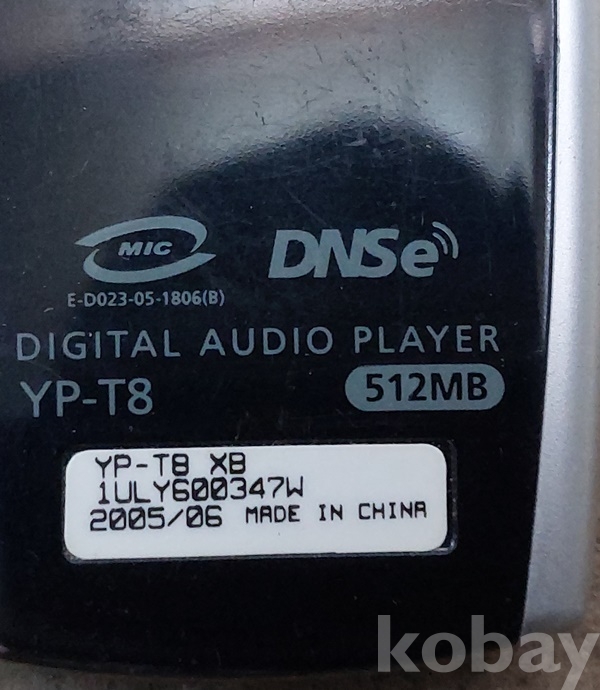 MIC
DNSe
E-D023-05-1806(B)
DIGITAL AUDIO PLAYER
YP-T8
512MB
YP-T8 XB
1ULY600347W
2005/06 MADE IN CHINA
kobay